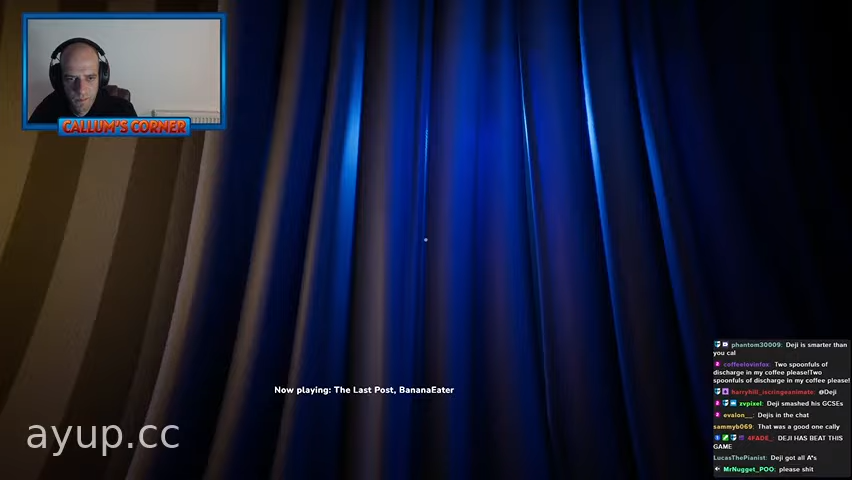 CALLUM'S CORNER
Now playing: The Last Post, BananaEater
ayup.cc
phantom30009: Deji is smarter than
you cal
coffeelovinfox: Two spoonfuls of
discharge in my coffee please!Two
spoonfuls of discharge in my coffee please!
harryhill_iscringeanimate: @Deji
zvpixel: Deji smashed his GCSEs
evalon__: Dejis in the chat
sammyb069: That was a good one cally
4FADE_: DEJI HAS BEAT THIS
GAME
LucasThePianist: Deji got all A*s
MrNugget_POO: please shit